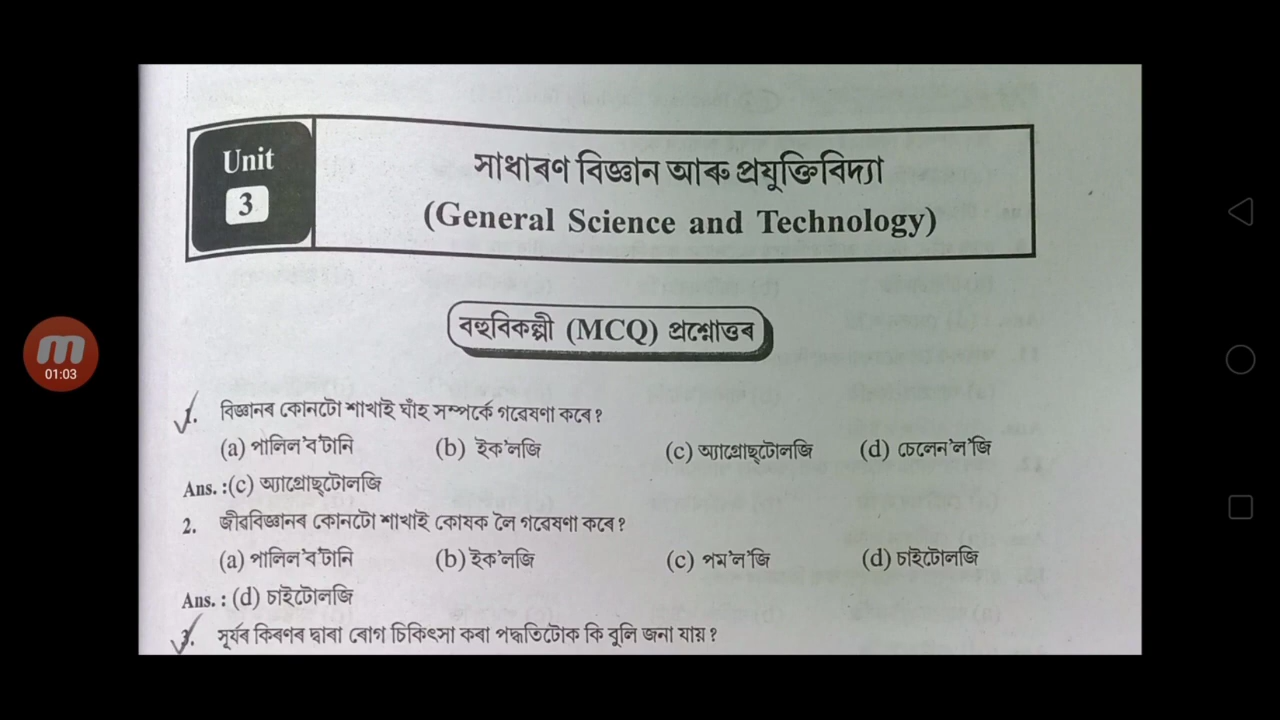 Unit
3
সাধাৰণ বিজ্ঞান আৰু প্ৰযুক্তিবিদ্যা
(General Science and Technology)
বহুবিকল্পী (MCQ) প্ৰশ্নোত্তৰ
1. বিজ্ঞানৰ কোনটো শাখাই ঘাঁহ সম্পৰ্কে গৱেষণা কৰে?
(a) পালিল'ব'টানি (b) ইক'লজি (c) অ্যাগ্ৰোছ্টোলজি (d) চেলেন'ল'জি
Ans. :(c) অ্যাগ্ৰোছ্টোলজি
2. জীৱবিজ্ঞানৰ কোনটো শাখাই কোষক লৈ গৱেষণা কৰে?
(a) পালিল'ব'টানি (b) ইক'লজি (c) পম'ল'জি (d) চাইটোলজি
Ans. : (d) চাইটোলজি
3. সূৰ্যৰ কিৰণৰ দ্বাৰা ৰোগ চিকিৎসা কৰা পদ্ধতিটোক কি বুলি জনা যায়?
01:03